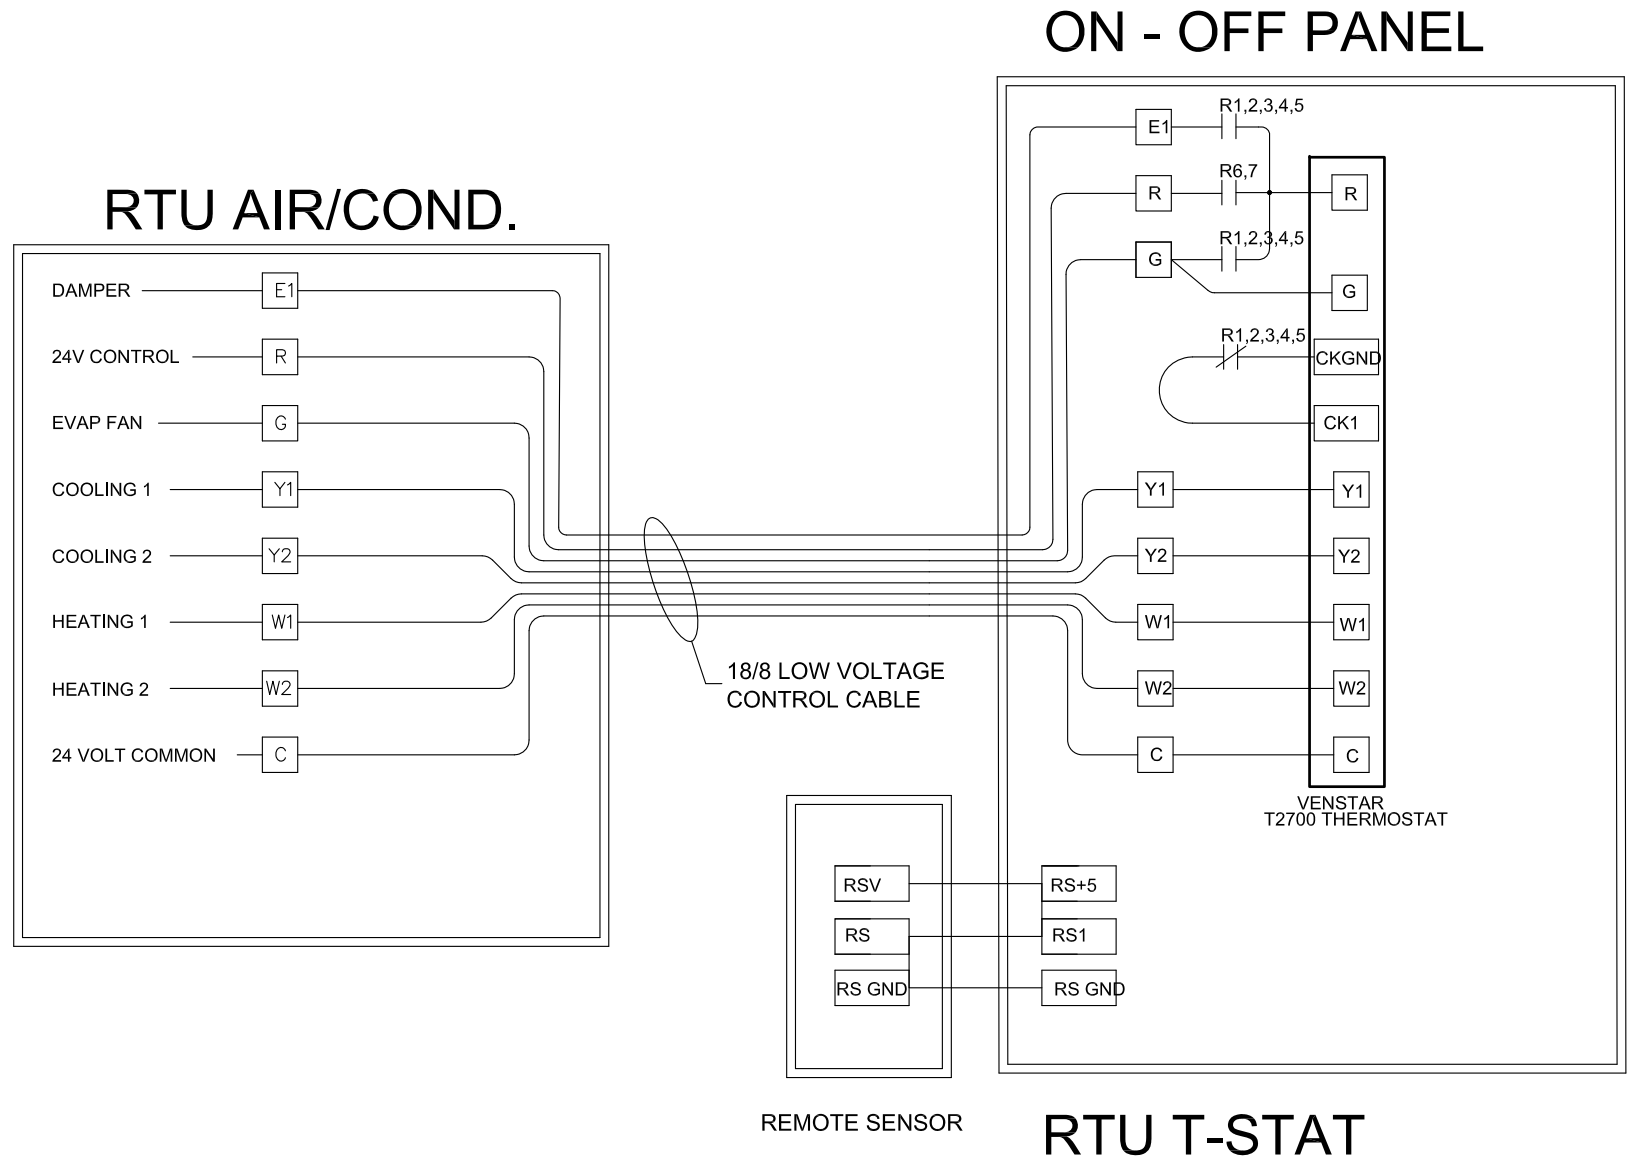 ON - OFF PANEL
RTU AIR/COND.
DAMPER
E1
24V CONTROL
R
EVAP FAN
G
COOLING 1
Y1
COOLING 2
Y2
HEATING 1
W1
HEATING 2
W2
24 VOLT COMMON
C
18/8 LOW VOLTAGE
CONTROL CABLE
R1,2,3,4,5
E1
R6,7
R
R
R1,2,3,4,5
G
G
R1,2,3,4,5
CKGND
CK1
Y1
Y1
Y2
Y2
W1
W1
W2
W2
C
C
VENSTAR
T2700 THERMOSTAT
RSV
RS+5
RS
RS1
RS GND
RS GND
REMOTE SENSOR
RTU T-STAT